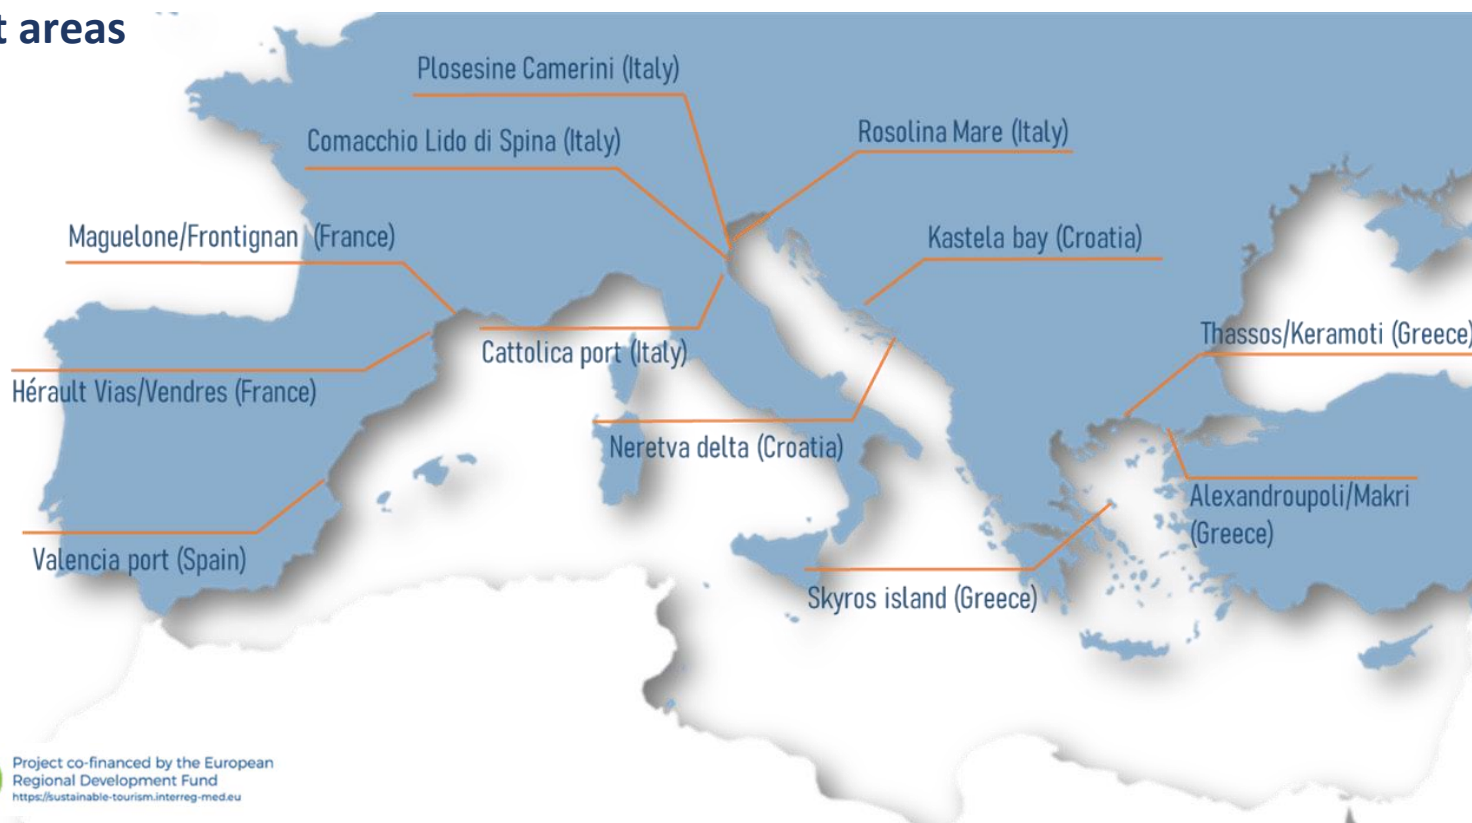 t areas
Plosesine Camerini (Italy)
Comacchio Lido di Spina (Italy)
Rosolina Mare (Italy)
Maguelone/Frontignan (France)
Kastela bay (Croatia)
Thassos/Keramoti (Greece)
Cattolica port (Italy)
Hérault Vias/Vendres (France)
Neretva delta (Croatia)
Alexandroupoli/Makri
(Greece)
Valencia port (Spain)
Skyros island (Greece)
Project co-financed by the European
Regional Development Fund
https://sustainable-tourism.interreg-med.eu